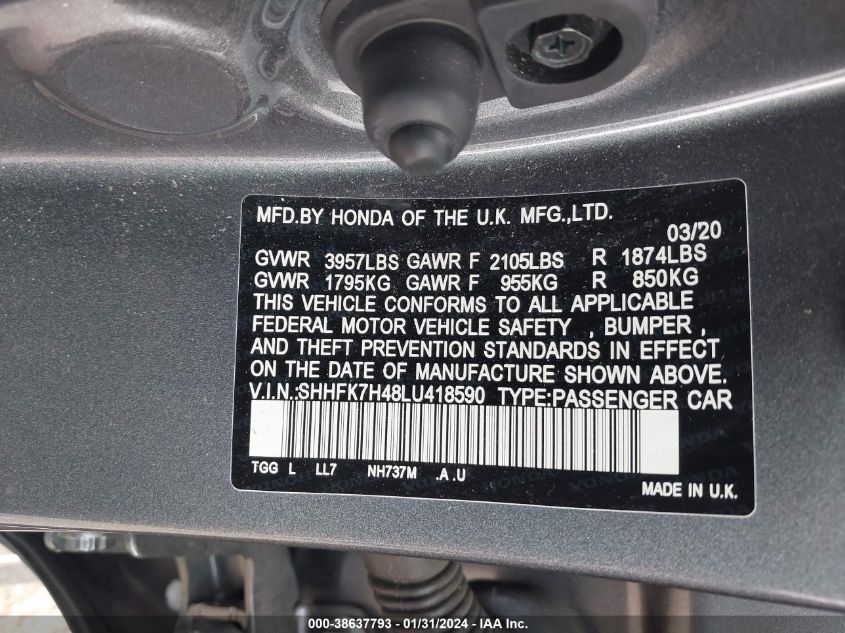 MFD.BY HONDA OF THE U.K. MFG.,LTD.
03/20
GVWR 3957LBS GAWR F 2105LBS R 1874LBS
GVWR 1795KG GAWR F 955KG R 850KG
THIS VEHICLE CONFORMS TO ALL APPLICABLE
FEDERAL MOTOR VEHICLE SAFETY , BUMPER ,
AND THEFT PREVENTION STANDARDS IN EFFECT
ON THE DATE OF MANUFACTURE SHOWN ABOVE.
V.I.N.:SHHFK7H48LU418590 TYPE:PASSENGER CAR
TGG L LL7 NH737M .A .U
MADE IN U.K.
000-38637793 - 01/31/2024 - IAA Inc.